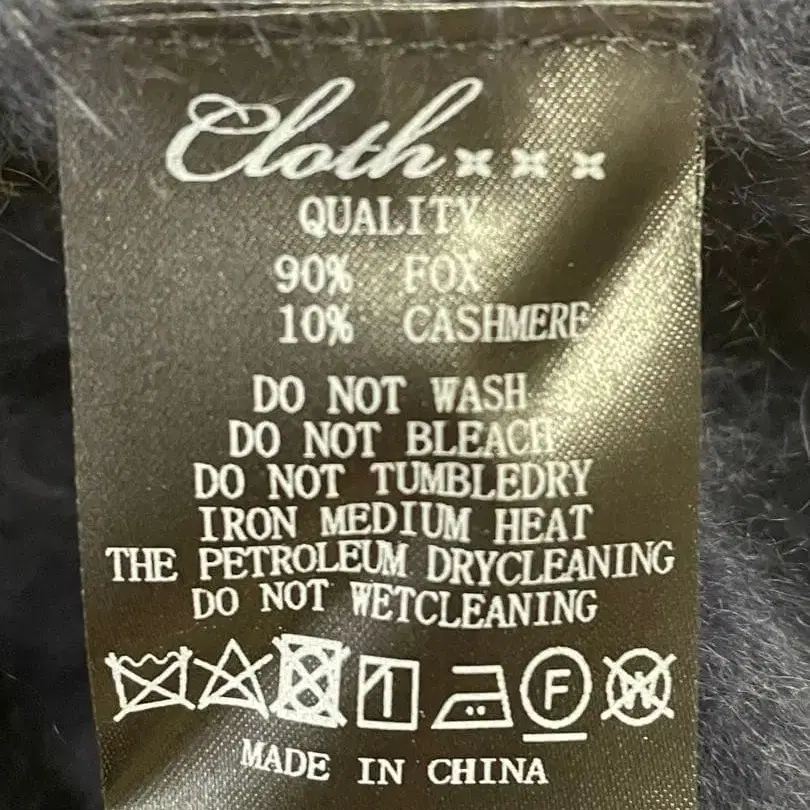 Cloth×××
QUALITY
90% FOX
10% CASHMERE
DO NOT WASH
DO NOT BLEACH
DO NOT TUMBLEDRY
IRON MEDIUM HEAT
THE PETROLEUM DRYCLEANING
DO NOT WETCLEANING
F W
MADE IN CHINA